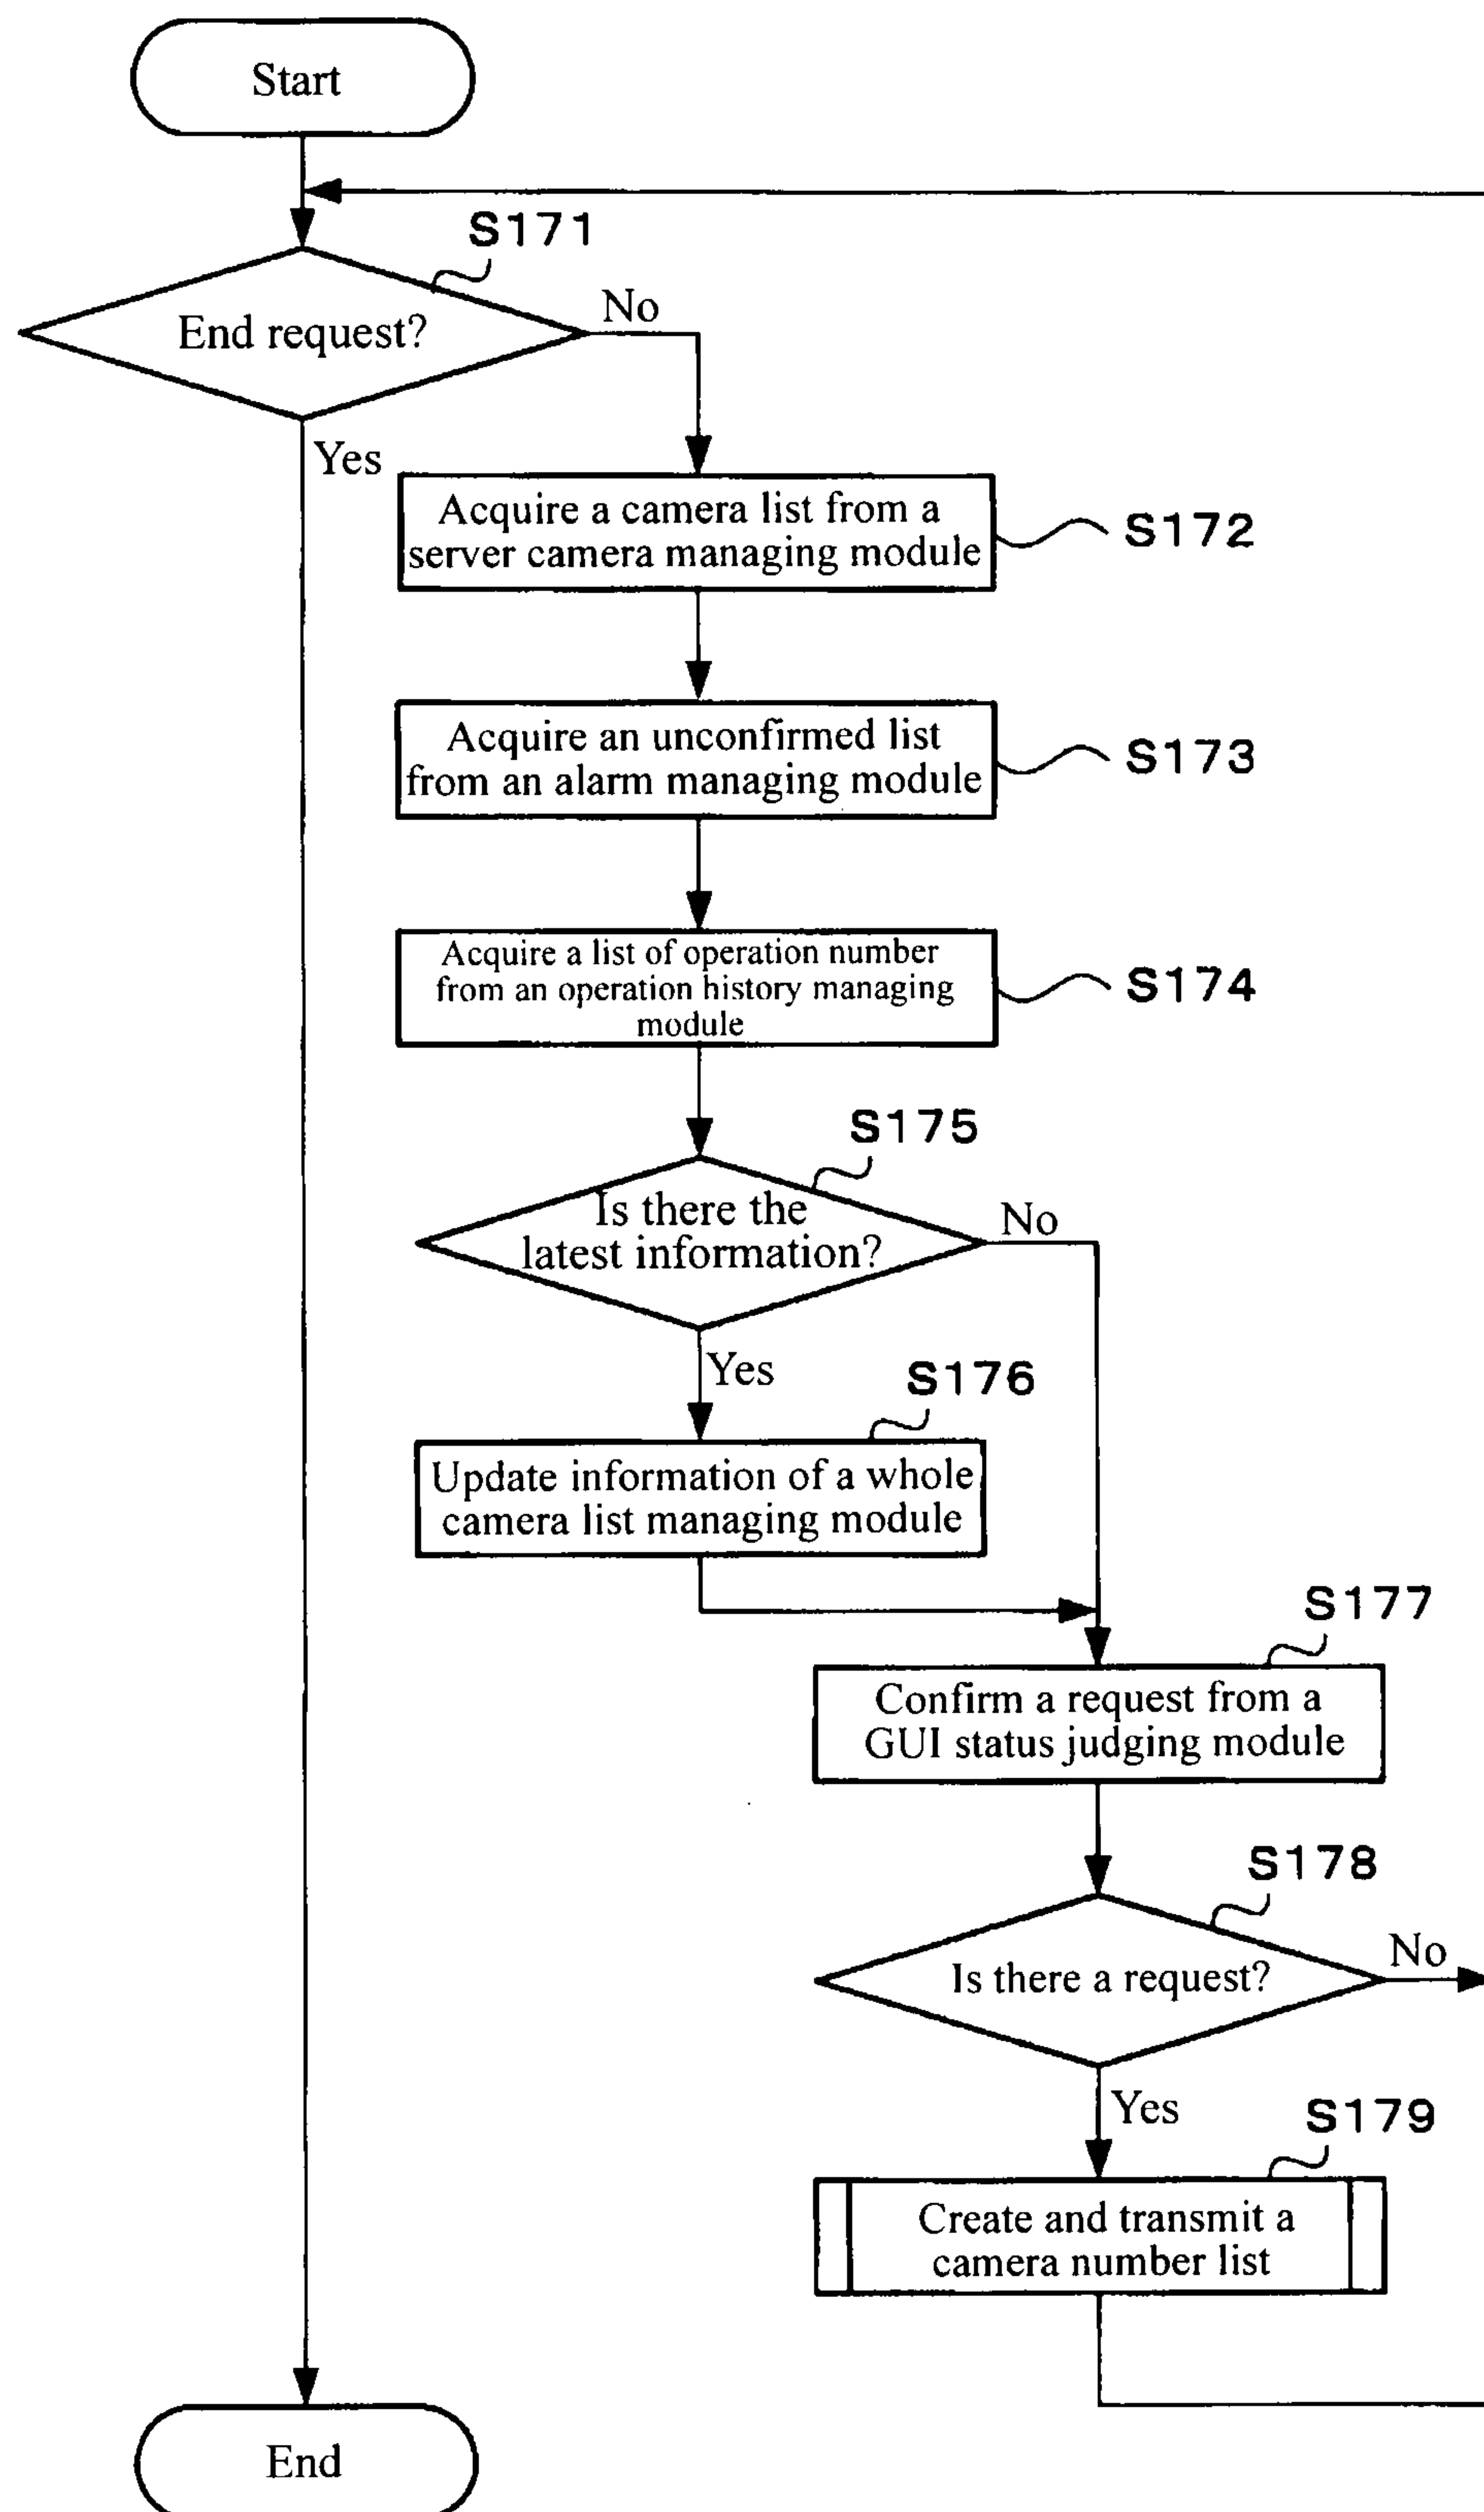 Start
S171
End request?
No
Yes
Acquire a camera list from a
server camera managing module
S172
Acquire an unconfirmed list
from an alarm managing module
S173
Acquire a list of operation number
from an operation history managing
module
S174
S175
Is there the
latest information?
No
Yes
S176
Update information of a whole
camera list managing module
S177
Confirm a request from a
GUI status judging module
S178
Is there a request?
No
Yes
S179
Create and transmit a
camera number list
End